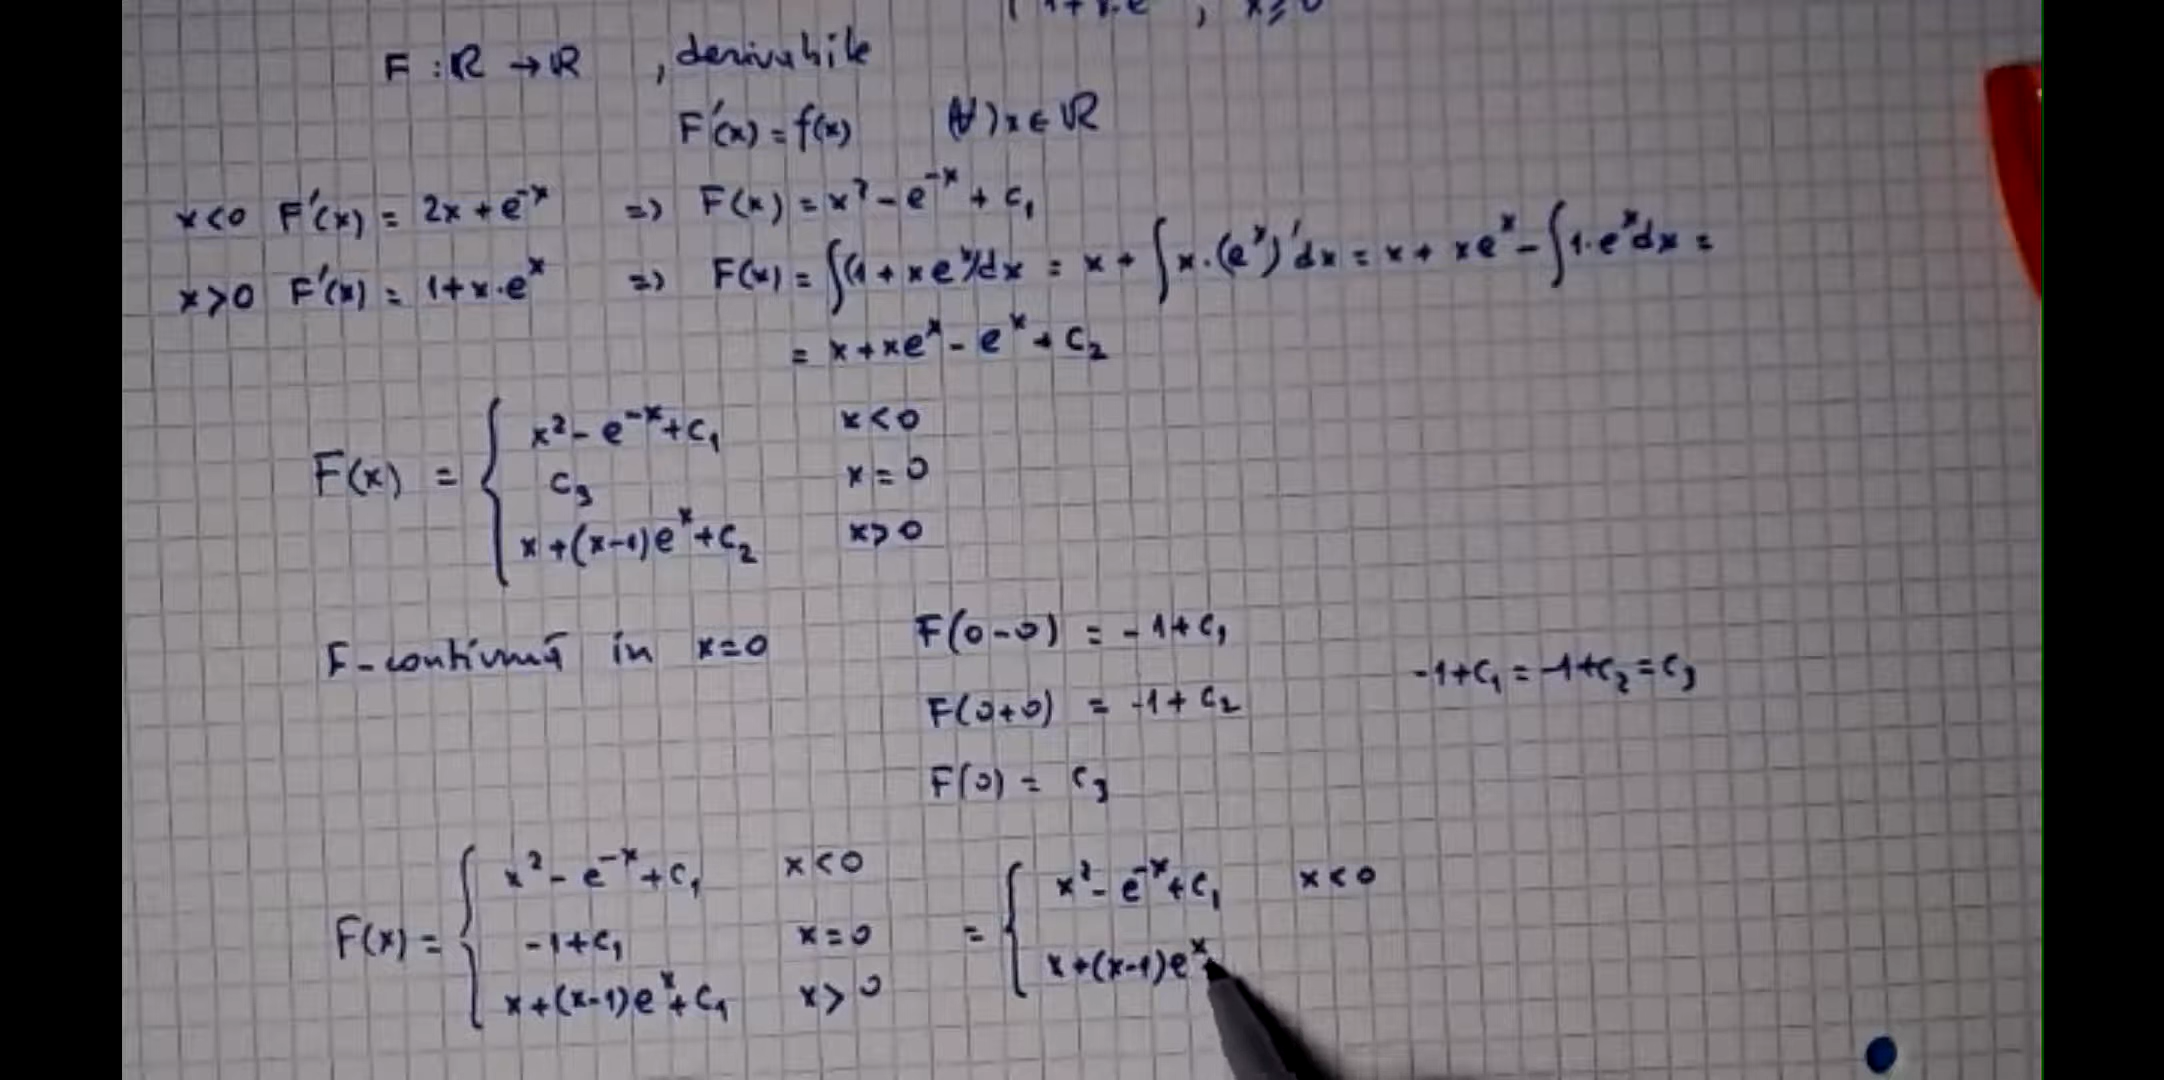 1+x·e , x≥0
F : ℝ → ℝ , derivabile
F'(x) = f(x) (∀) x ∈ ℝ
x<0 F'(x) = 2x + e^{-x} => F(x) = x² - e^{-x} + c₁
x>0 F'(x) = 1+x·e^x => F(x) = ∫(1 + xe^x)dx = x + ∫x·(e^x)'dx = x + xe^x - ∫1·e^x dx =
= x + xe^x - e^x + c₂
F(x) = { x² - e^{-x} + c₁ x<0
c₃ x=0
x+(x-1)e^x + c₂ x>0
F-continuă în x=0
F(0-0) = -1+c₁
-1+c₁ = -1+c₂ = c₃
F(0+0) = -1+c₂
F(0) = c₃
F(x) = { x² - e^{-x} + c₁ x<0 = { x² - e^{-x} + c₁ x<0
-1+c₁ x=0
x+(x-1)e^x + c₁ x>0 x+(x-1)e^x +